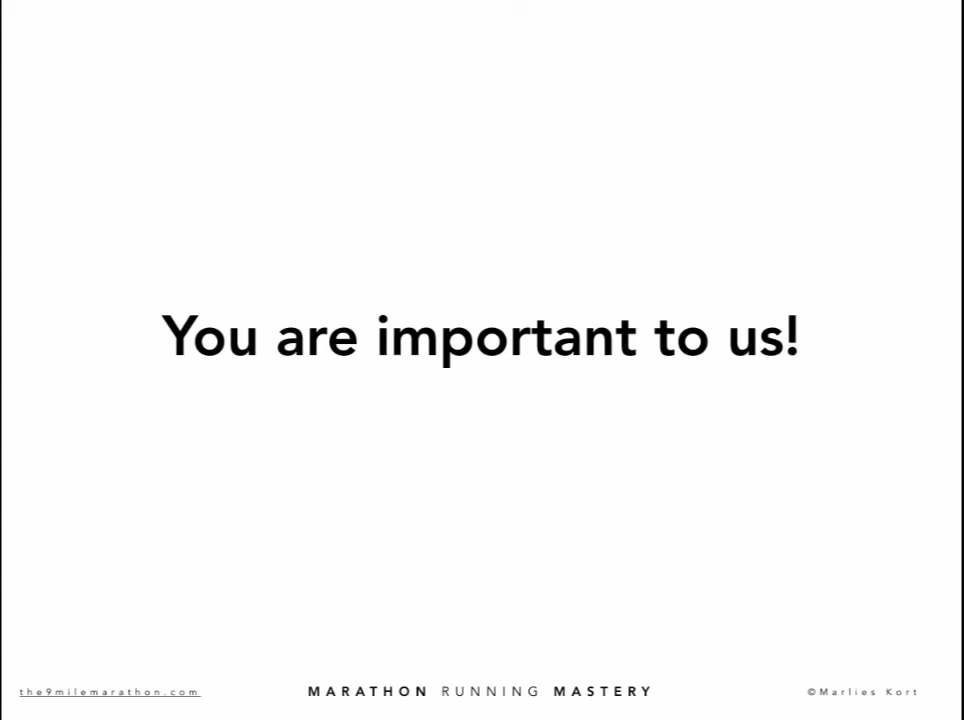 You are important to us!
the9milemarathon.com
MARATHON RUNNING MASTERY
©Marlies Kort